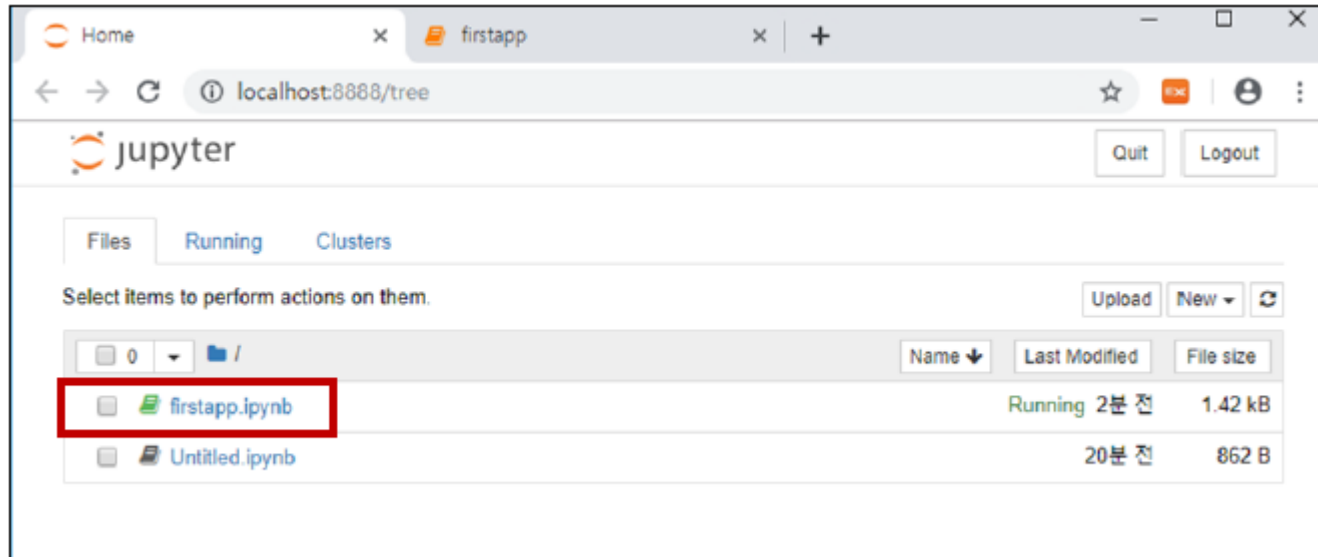 Home
firstapp
localhost:8888/tree
EX
jupyter
Quit
Logout
Files
Running
Clusters
Select items to perform actions on them.
Upload
New
0
/
Name
Last Modified
File size
firstapp.ipynb
Running 2분 전
1.42 kB
Untitled.ipynb
20분 전
862 B